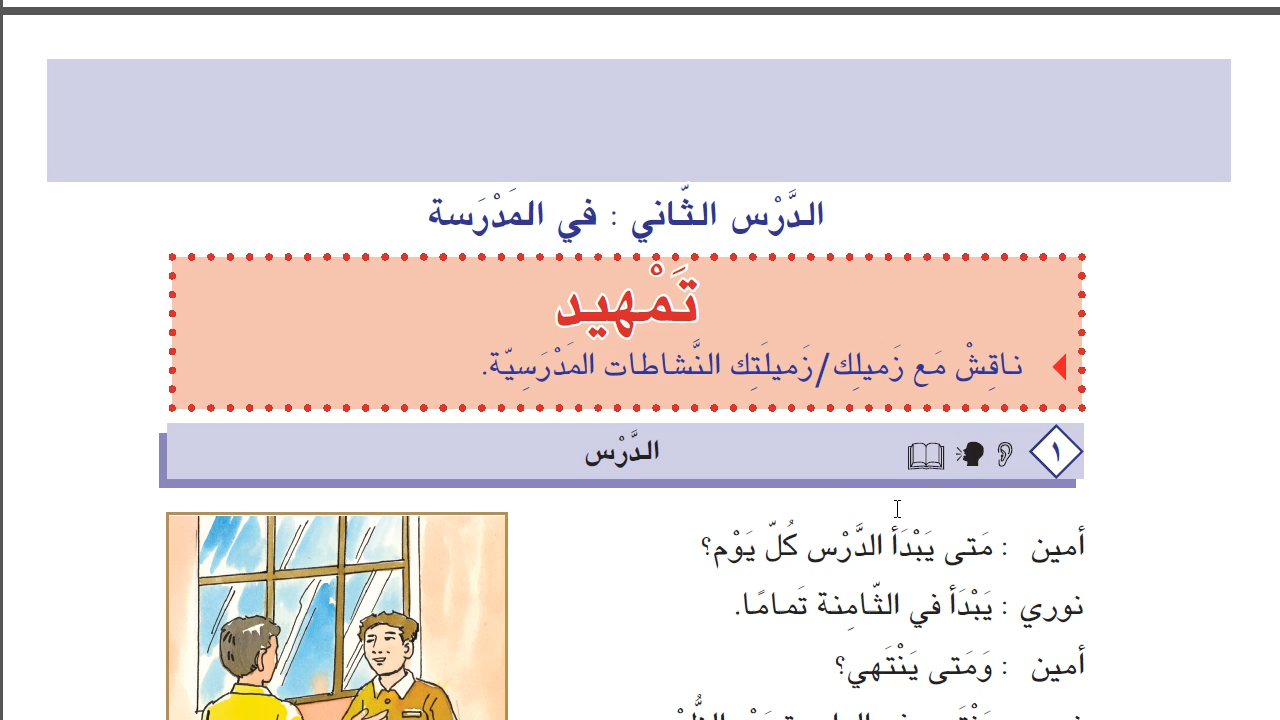 الدَّرْس الثّاني : في المَدْرَسة
تَمْهيد
ناقِشْ مَع زَميلِك/زَميلَتِك النَّشاطات المَدْرَسِيّة.
١ الدَّرْس
أمين : مَتى يَبْدَأ الدَّرْس كُلّ يَوْم؟
نوري : يَبْدَأ في الثّامِنة تَمامًا.
أمين : وَمَتى يَنْتَهي؟